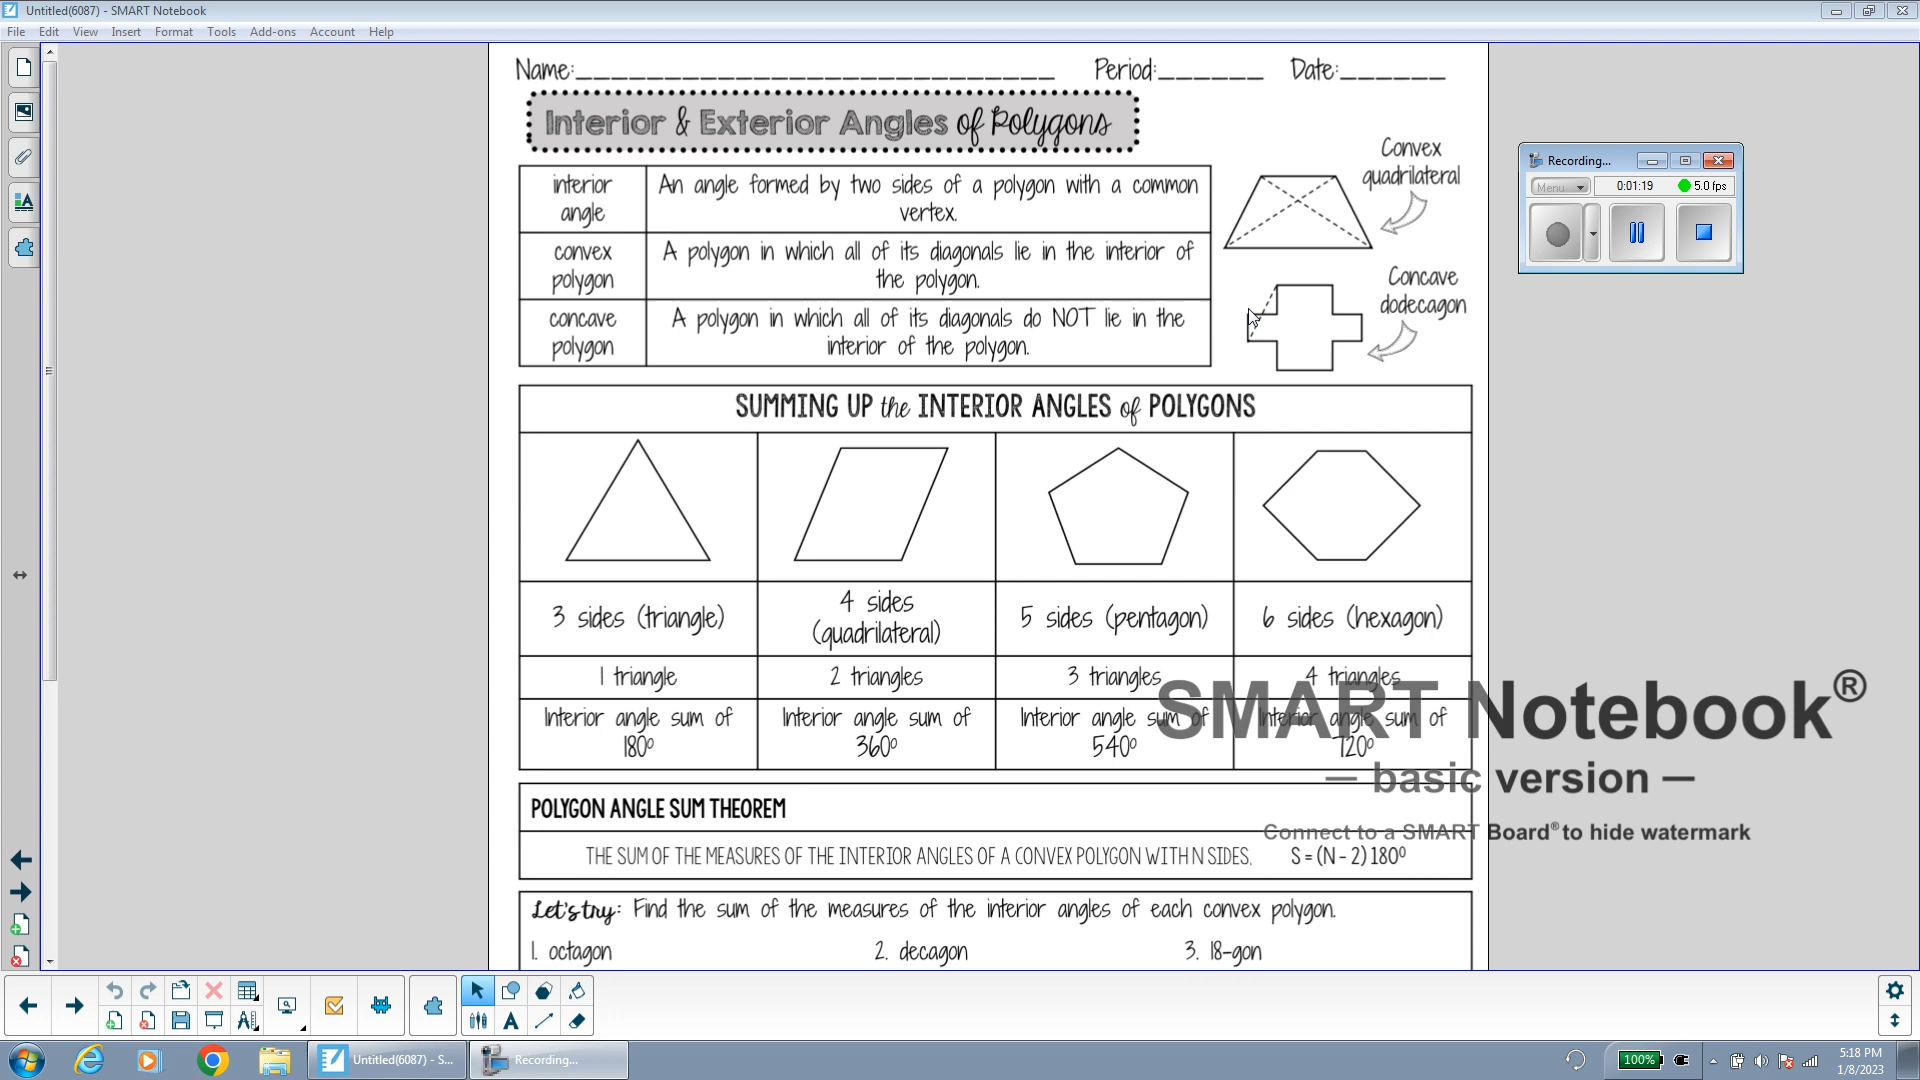 Untitled(6087) - SMART Notebook
File Edit View Insert Format Tools Add-ons Account Help
Name:___________________________ Period:______ Date:______
Interior & Exterior Angles of Polygons
interior angle
An angle formed by two sides of a polygon with a common
vertex.
convex polygon
A polygon in which all of its diagonals lie in the interior of
the polygon.
concave polygon
A polygon in which all of its diagonals do NOT lie in the
interior of the polygon.
Convex
quadrilateral
Concave
dodecagon
Recording...
Menu 0:01:19 5.0 fps
SUMMING UP the INTERIOR ANGLES of POLYGONS
3 sides (triangle)
4 sides
(quadrilateral)
5 sides (pentagon)
6 sides (hexagon)
1 triangle
2 triangles
3 triangles
4 triangles
Interior angle sum of
180º
Interior angle sum of
360º
Interior angle sum of
540º
Interior angle sum of
720º
SMART Notebook®
— basic version —
Connect to a SMART Board® to hide watermark
POLYGON ANGLE SUM THEOREM
THE SUM OF THE MEASURES OF THE INTERIOR ANGLES OF A CONVEX POLYGON WITH N SIDES, S = (N - 2) 180º
Let's try: Find the sum of the measures of the interior angles of each convex polygon.
1. octagon 2. decagon 3. 18-gon
Untitled(6087) - S...
Recording...
100%
5:18 PM
1/8/2023